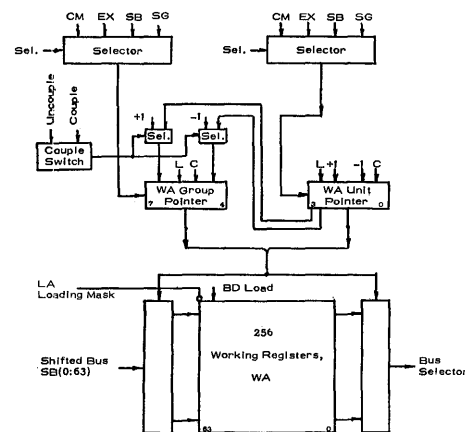 CM EX SB SG
CM EX SB SG
Sel. Selector
Sel. Selector
Uncouple
Couple
+1
-1
Sel.
Sel.
Couple
Switch
L C
L +1 -1 C
WA Group
Pointer
7 4
WA Unit
Pointer
3 0
LA
Loading Mask
BD Load
256
Working Registers,
WA
Shifted Bus
SB(0:63)
Bus
Selector
63 0